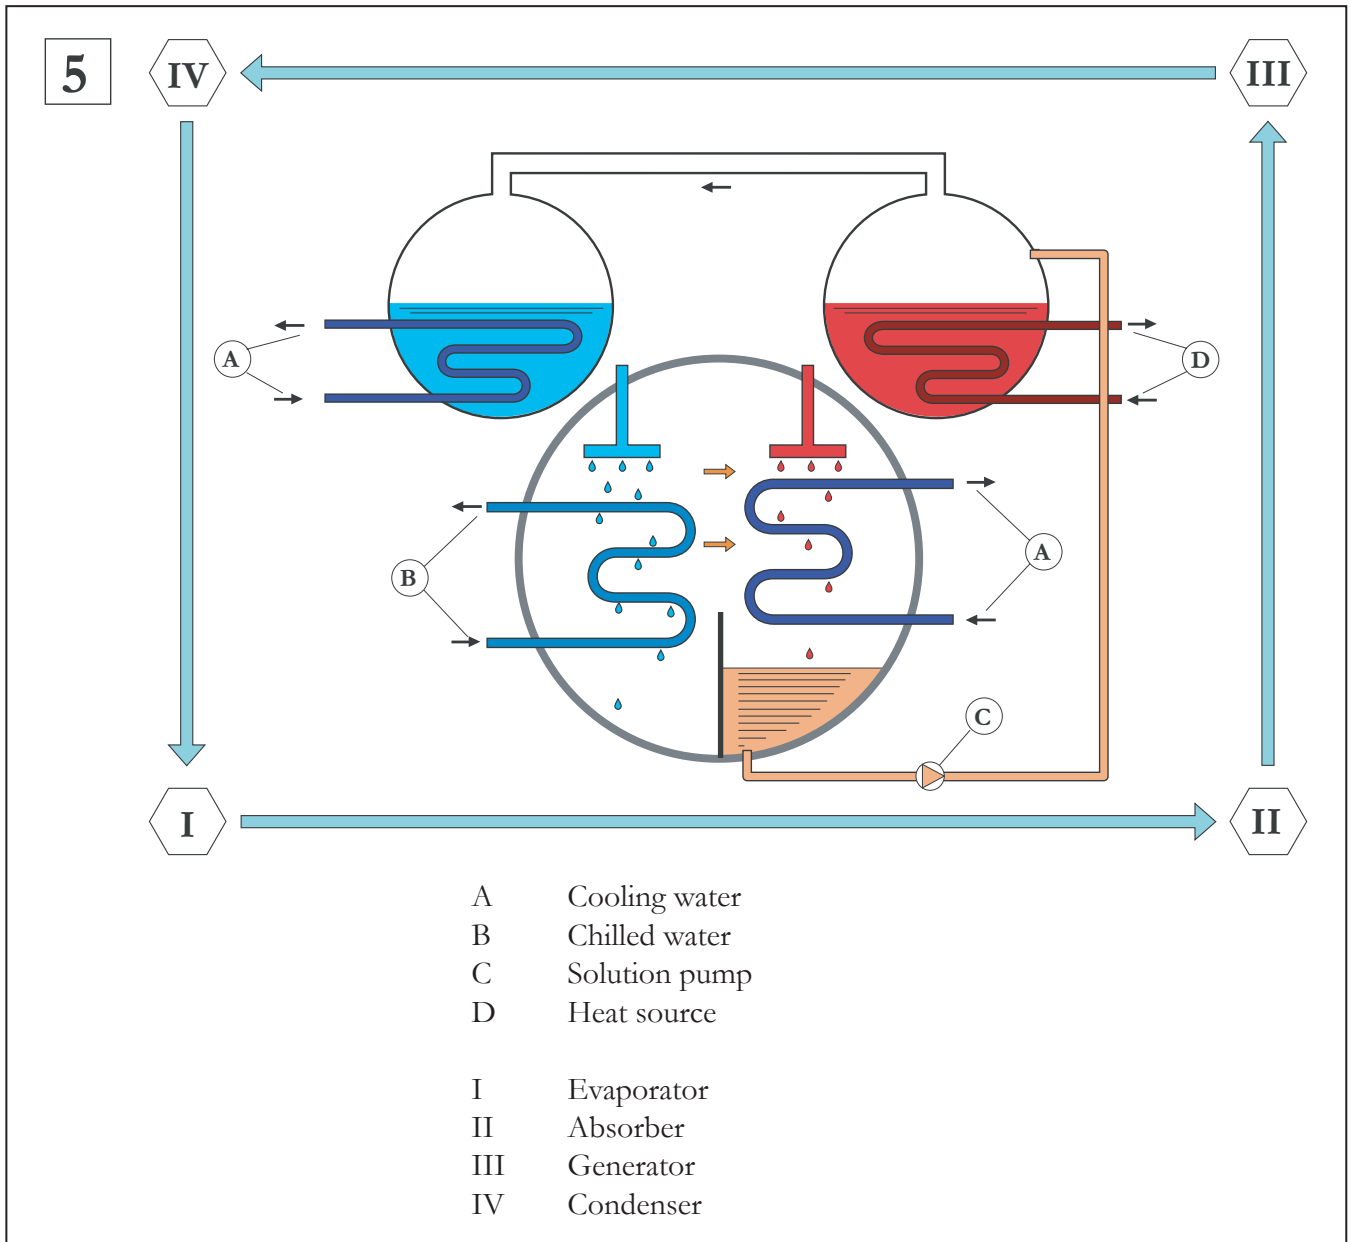 5
IV
III
A
D
B
A
C
I
II
A Cooling water
B Chilled water
C Solution pump
D Heat source
I Evaporator
II Absorber
III Generator
IV Condenser